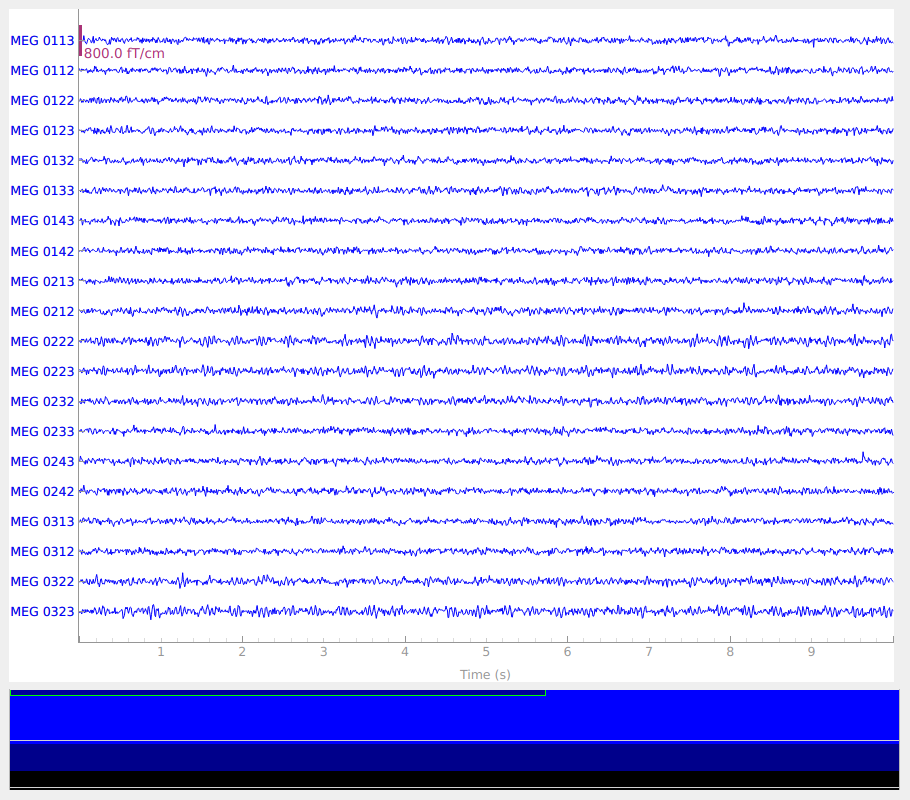 MEG 0113
800.0 fT/cm
MEG 0112
MEG 0122
MEG 0123
MEG 0132
MEG 0133
MEG 0143
MEG 0142
MEG 0213
MEG 0212
MEG 0222
MEG 0223
MEG 0232
MEG 0233
MEG 0243
MEG 0242
MEG 0313
MEG 0312
MEG 0322
MEG 0323
1 2 3 4 5 6 7 8 9
Time (s)